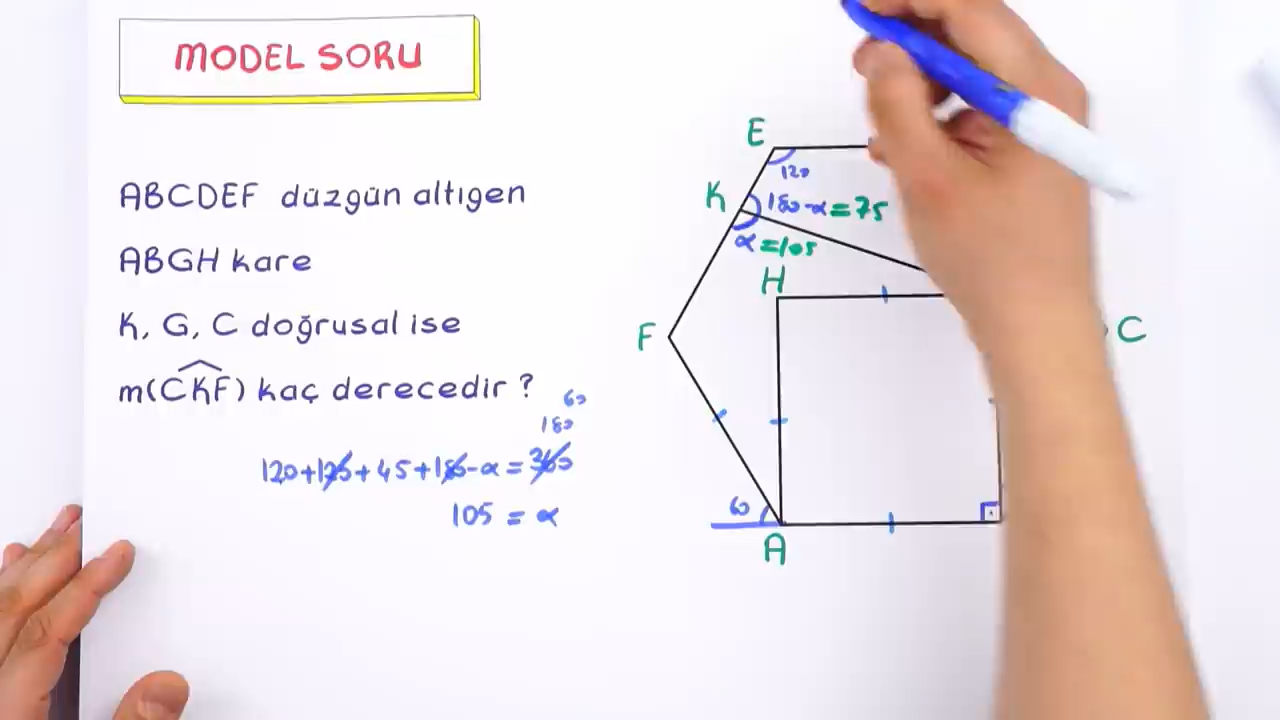 MODEL SORU
ABCDEF düzgün altıgen
ABGH kare
K, G, C doğrusal ise
m(CKF) kaç derecedir ?
60
180
120+120+45+180-α=360
105 = α
E
120
K
180-α=75
α=105
H
F
C
60
A